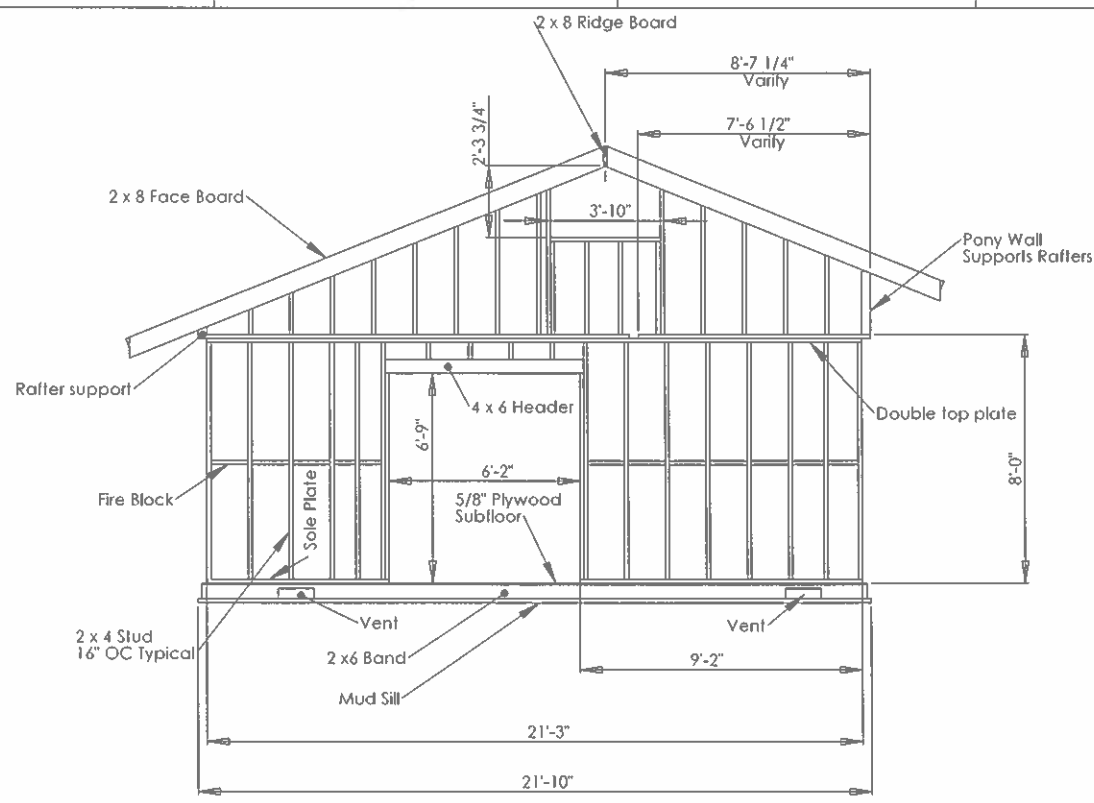 2 x 8 Ridge Board
8'-7 1/4"
Varify
7'-6 1/2"
Varify
2'-3 3/4"
2 x 8 Face Board
3'-10"
Pony Wall
Supports Rafters
Rafter support
4 x 6 Header
Double top plate
6'-9"
8'-0"
6'-2"
Fire Block
Sole Plate
5/8" Plywood
Subfloor
2 x 4 Stud
16" OC Typical
Vent
Vent
2 x6 Band
9'-2"
Mud Sill
21'-3"
21'-10"